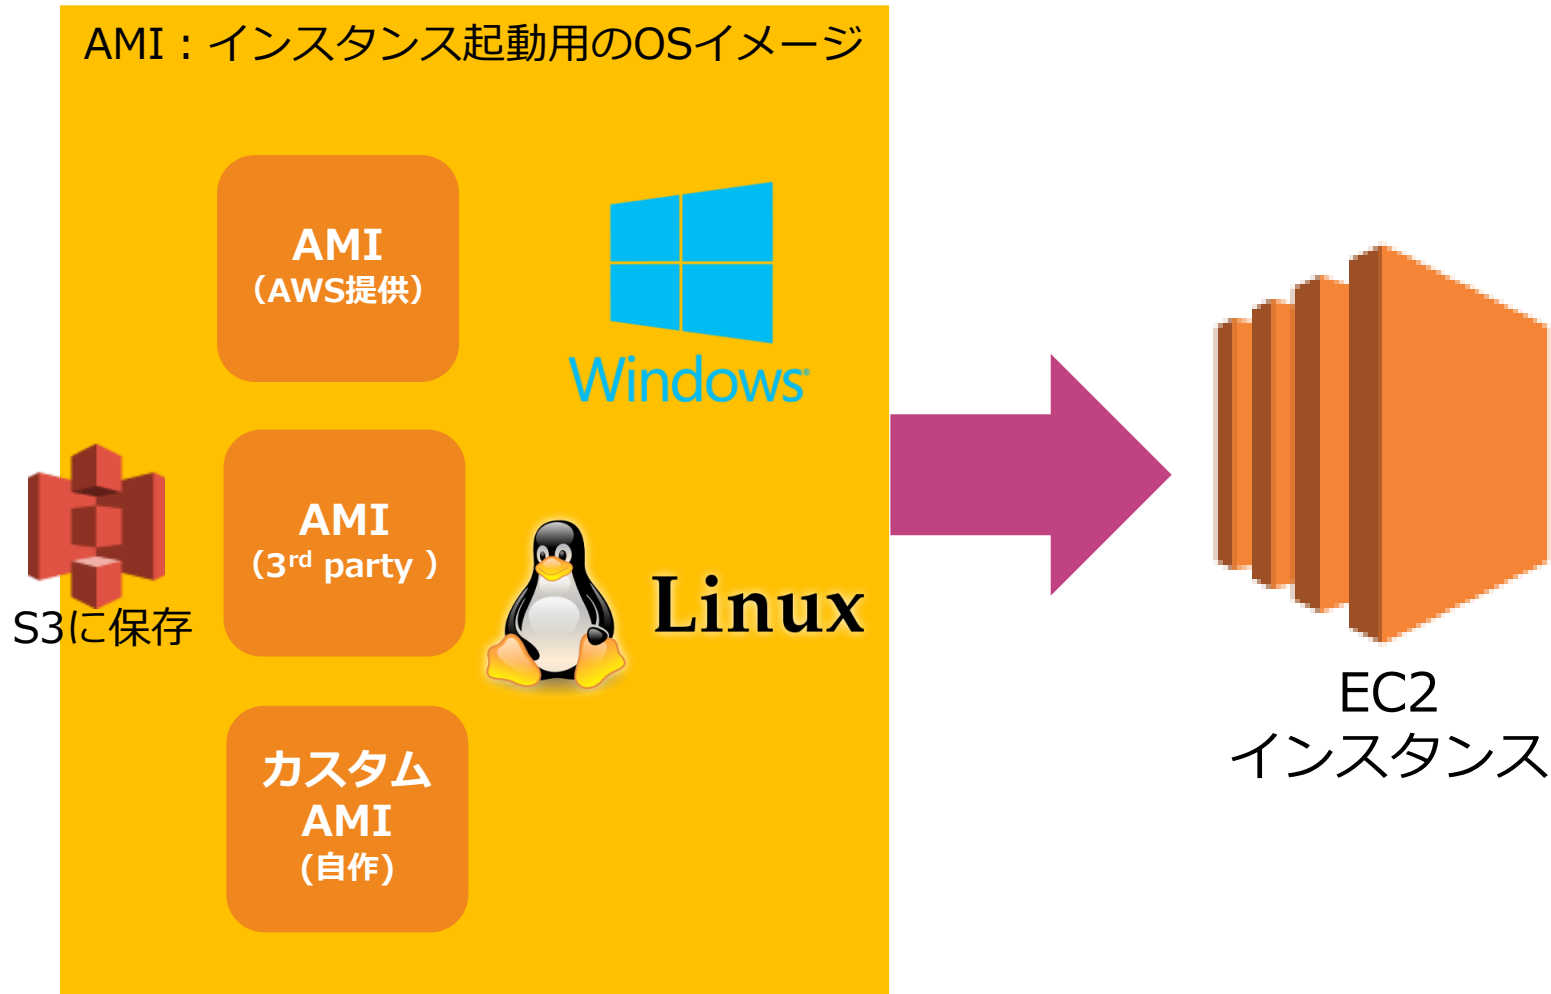 AMI：インスタンス起動用のOSイメージ
AMI
（AWS提供）
Windows
AMI
（3rd party ）
Linux
S3に保存
カスタム
AMI
(自作)
EC2
インスタンス